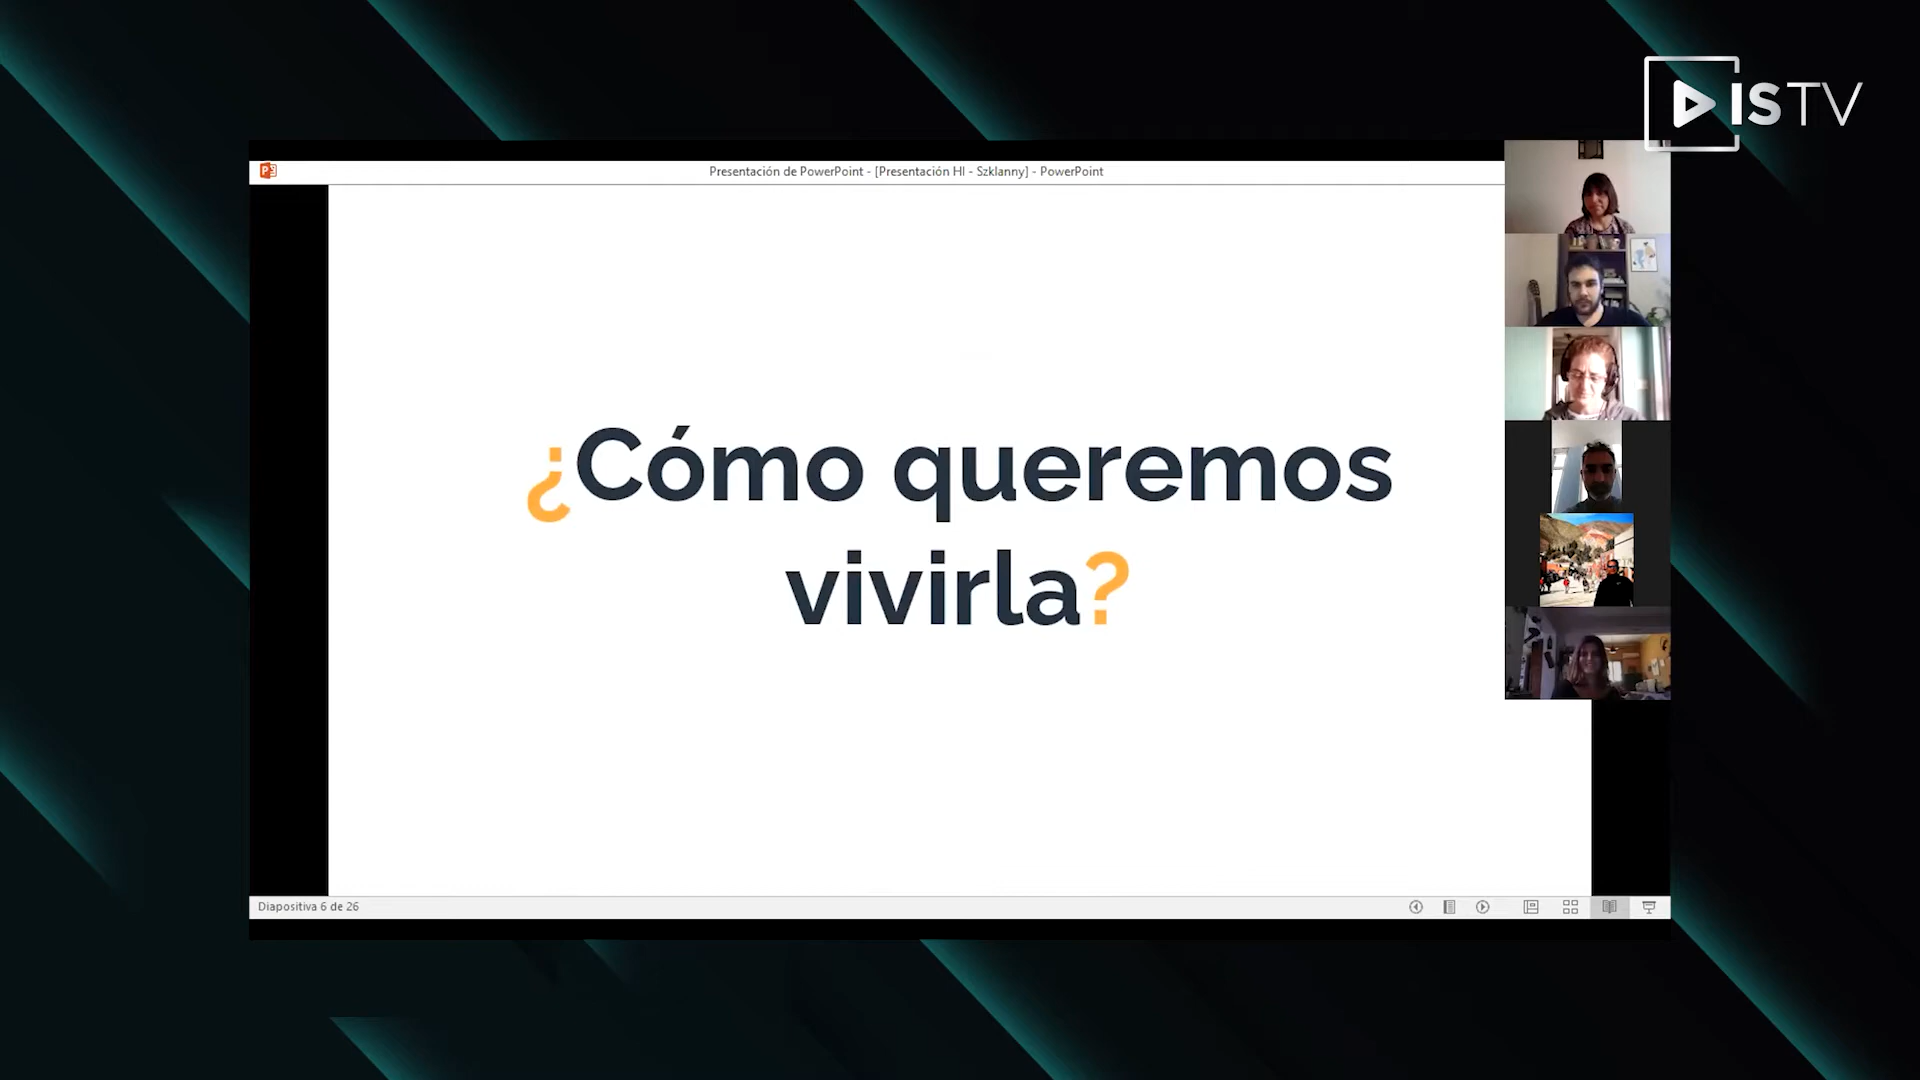 ISTV
Presentación de PowerPoint - [Presentación HI - Szklanny] - PowerPoint
¿Cómo queremos
vivirla?
Diapositiva 6 de 26